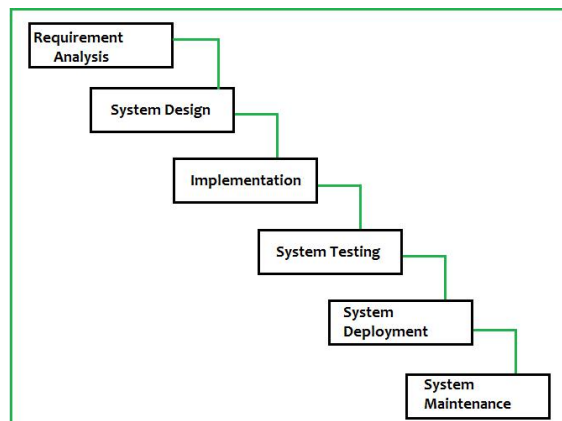 Requirement
Analysis
System Design
Implementation
System Testing
System
Deployment
System
Maintenance